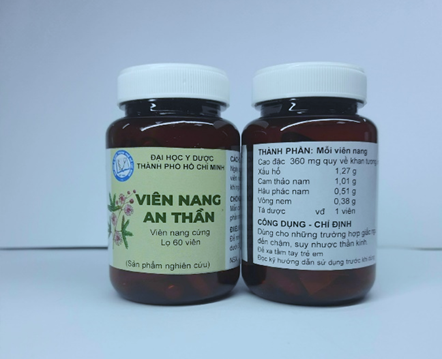 ĐẠI HỌC Y DƯỢC
THÀNH PHỐ HỒ CHÍ MINH
VIÊN NANG
AN THẦN
Viên nang cứng
Lọ 60 viên
(Sản phẩm nghiên cứu)
THÀNH PHẦN: Mỗi viên nang
Cao đặc 360 mg quy về khan tương
Xấu hổ 1,27 g
Cam thảo nam 1,01 g
Hậu phác nam 0,51 g
Vông nem 0,38 g
Tá dược vđ 1 viên
CÔNG DỤNG - CHỈ ĐỊNH
Dùng cho những trường hợp giấc
đến chậm, suy nhược thần kinh
Để xa tầm tay trẻ em
Đọc kỹ hướng dẫn sử dụng trước khi